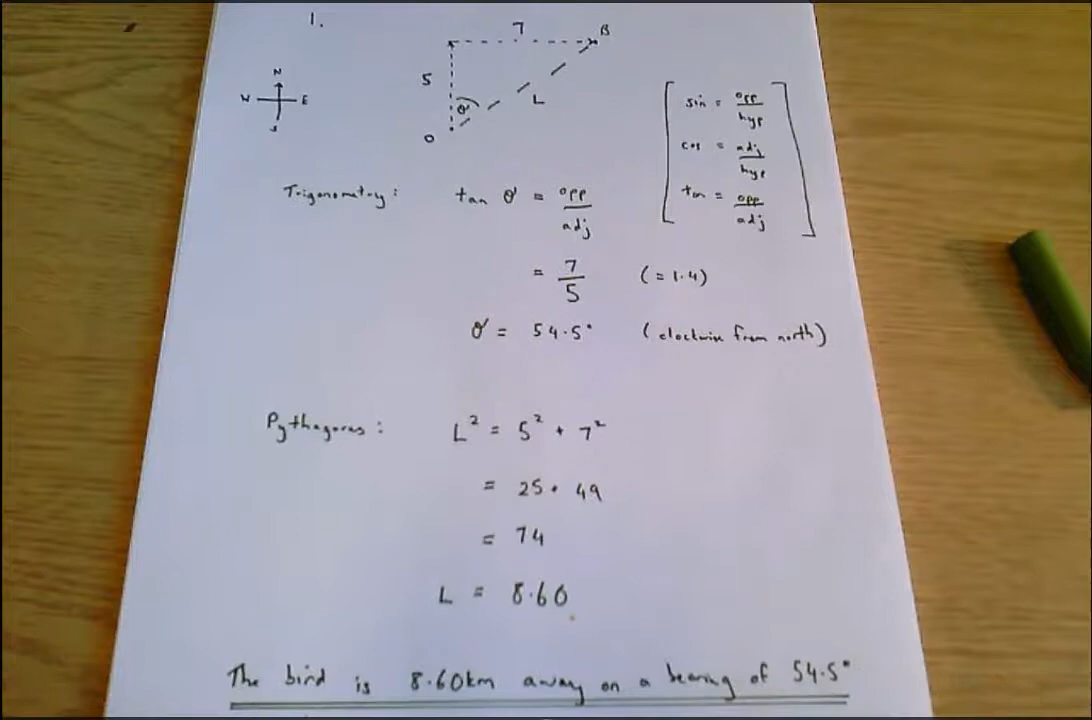 1.
7
B
5
N
W E
S
θ
L
O
sin = opp/hyp
cos = adj/hyp
tan = opp/adj
Trigonometry: tan θ = opp/adj
= 7/5 (= 1.4)
θ = 54.5° (clockwise from north)
Pythagoras: L² = 5² + 7²
= 25 + 49
= 74
L = 8.60
The bird is 8.60km away on a bearing of 54.5°